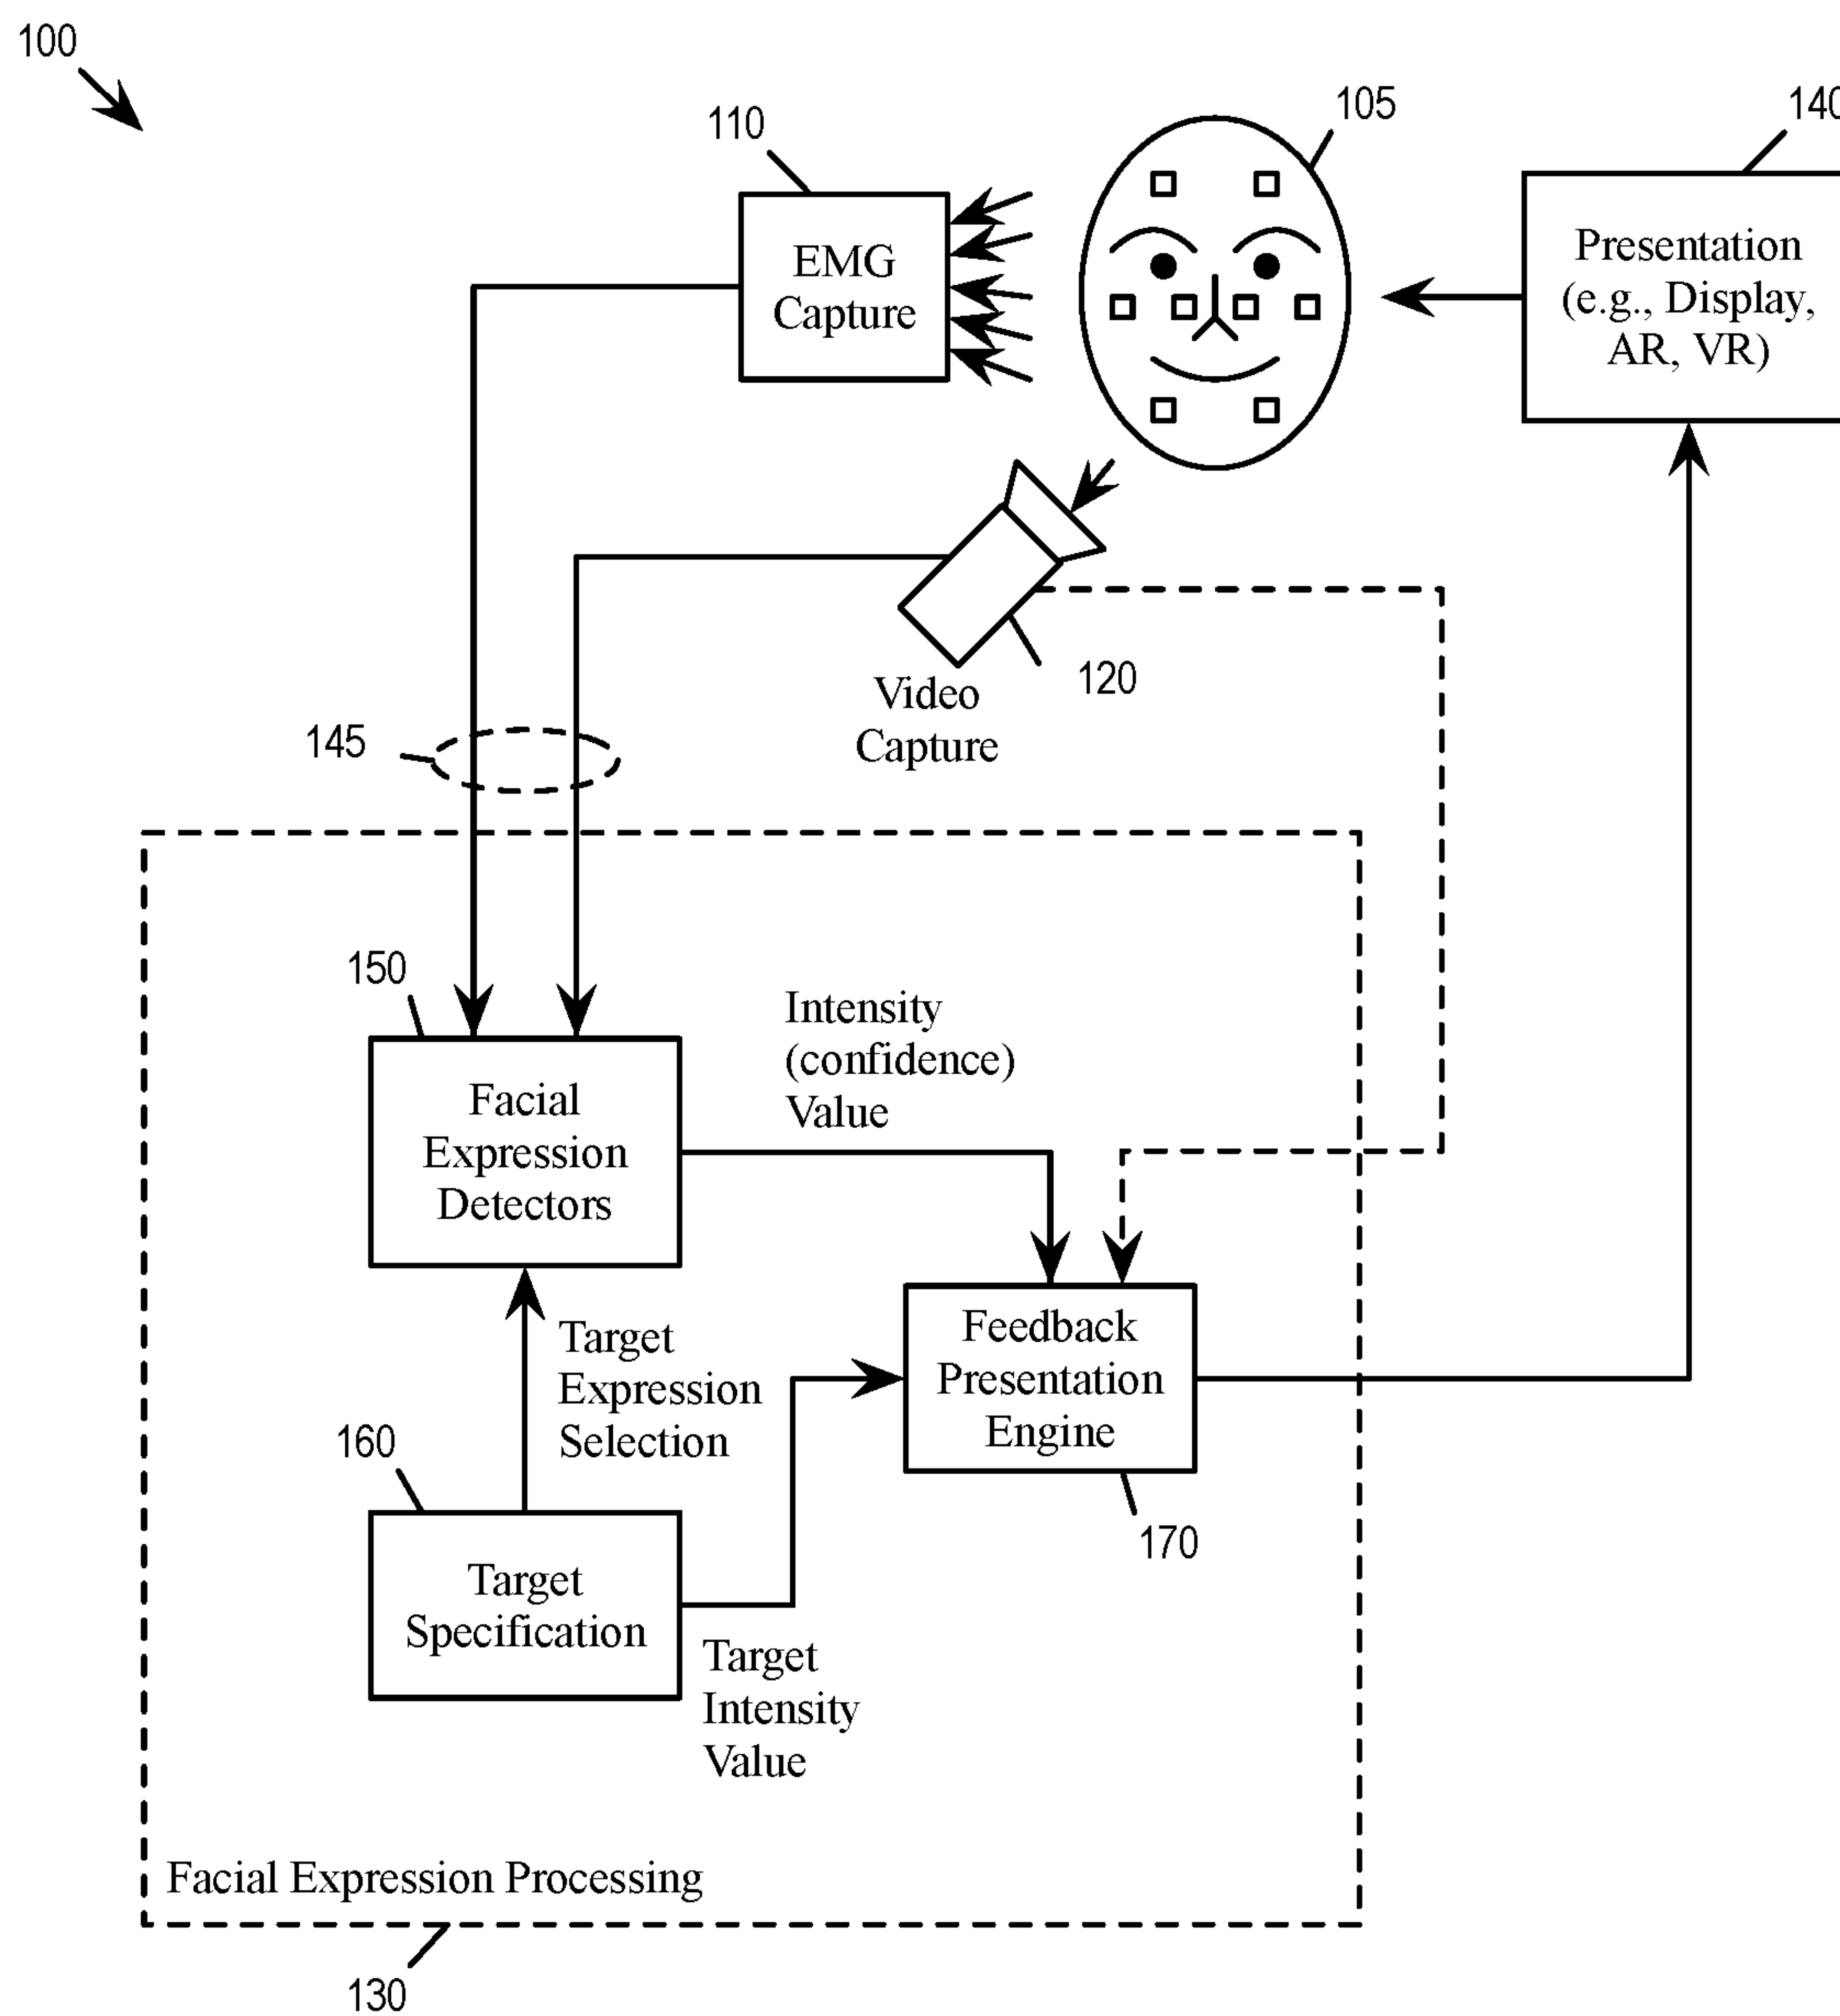 100
110
105
140
EMG
Capture
Presentation
(e.g., Display,
AR, VR)
120
Video
Capture
145
150
Intensity
(confidence)
Value
Facial
Expression
Detectors
Target
Expression
Selection
Feedback
Presentation
Engine
160
170
Target
Specification
Target
Intensity
Value
Facial Expression Processing
130